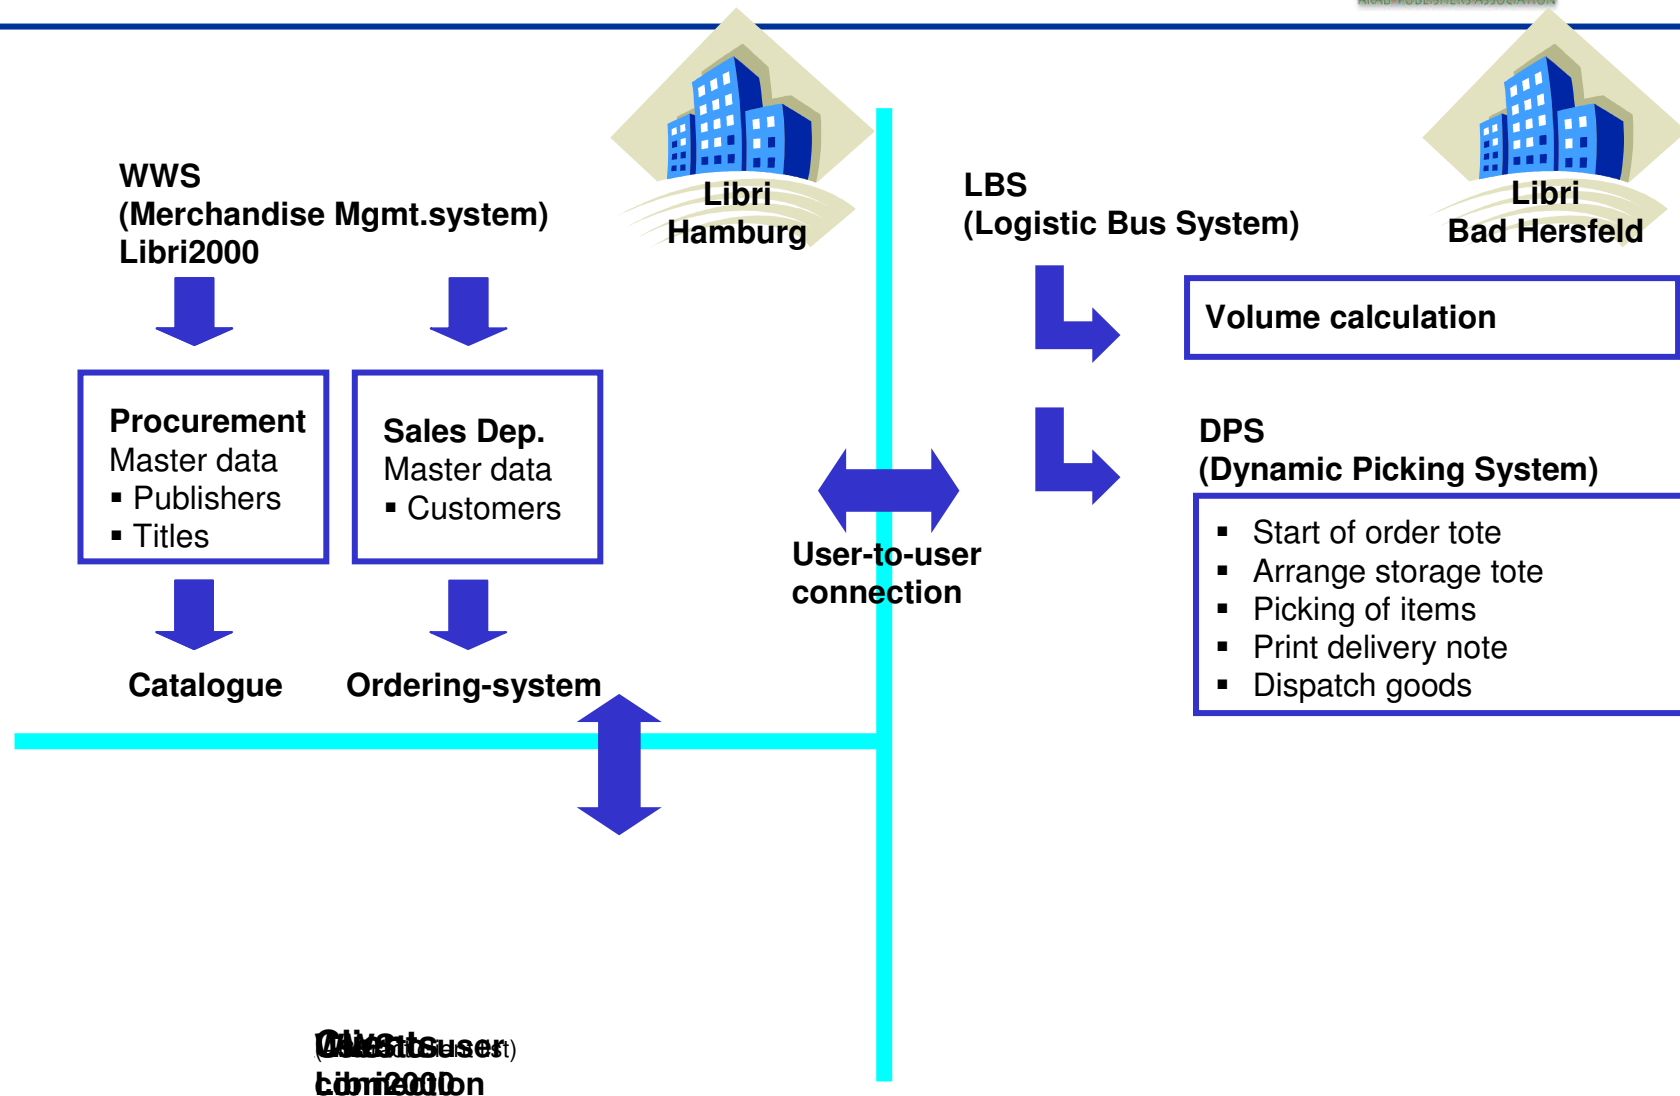 WWS
(Merchandise Mgmt.system)
Libri2000
Libri
Hamburg
Procurement
Master data
▪ Publishers
▪ Titles
Sales Dep.
Master data
▪ Customers
Catalogue
Ordering-system
User-to-user
connection
LBS
(Logistic Bus System)
Libri
Bad Hersfeld
Volume calculation
DPS
(Dynamic Picking System)
▪ Start of order tote
▪ Arrange storage tote
▪ Picking of items
▪ Print delivery note
▪ Dispatch goods